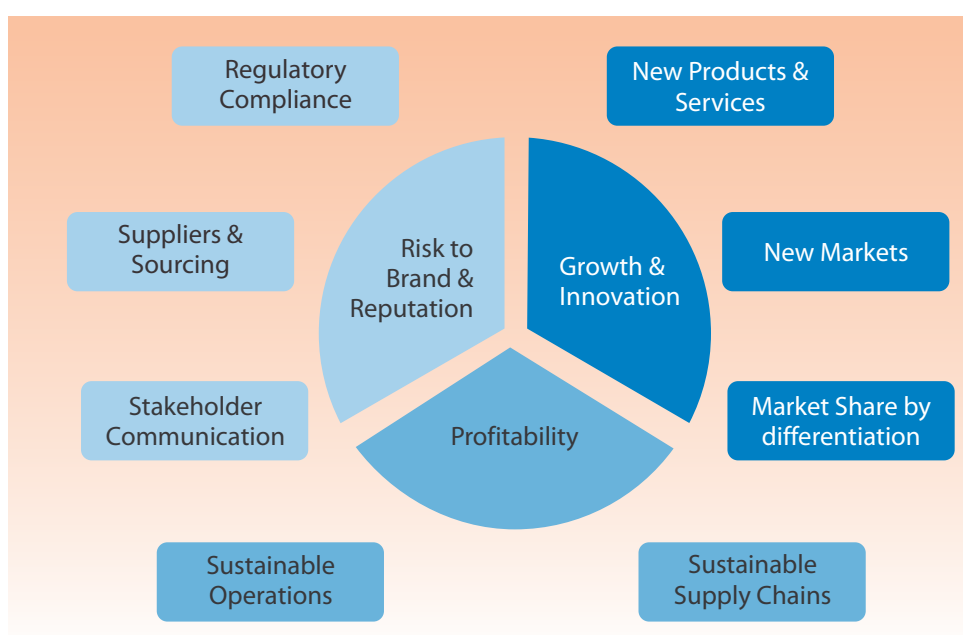 Regulatory
Compliance
New Products &
Services
Suppliers &
Sourcing
Risk to
Brand &
Reputation
Growth &
Innovation
New Markets
Stakeholder
Communication
Profitability
Market Share by
differentiation
Sustainable
Operations
Sustainable
Supply Chains